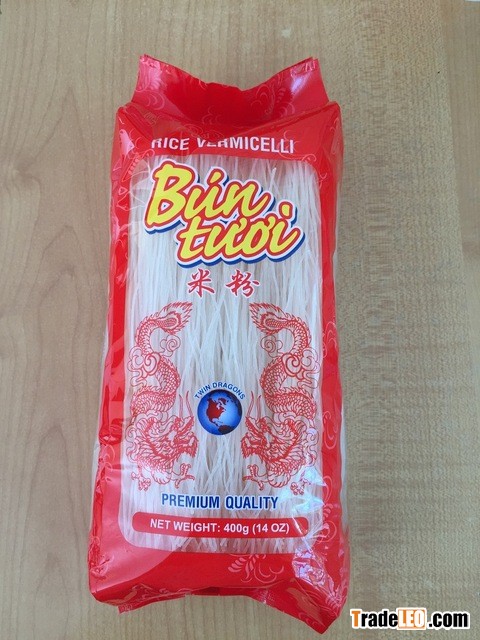 RICE VERMICELLI
Bún
tươi
米粉
TWIN DRAGONS
PREMIUM QUALITY
NET WEIGHT: 400g (14 OZ)
TradeLEO.com